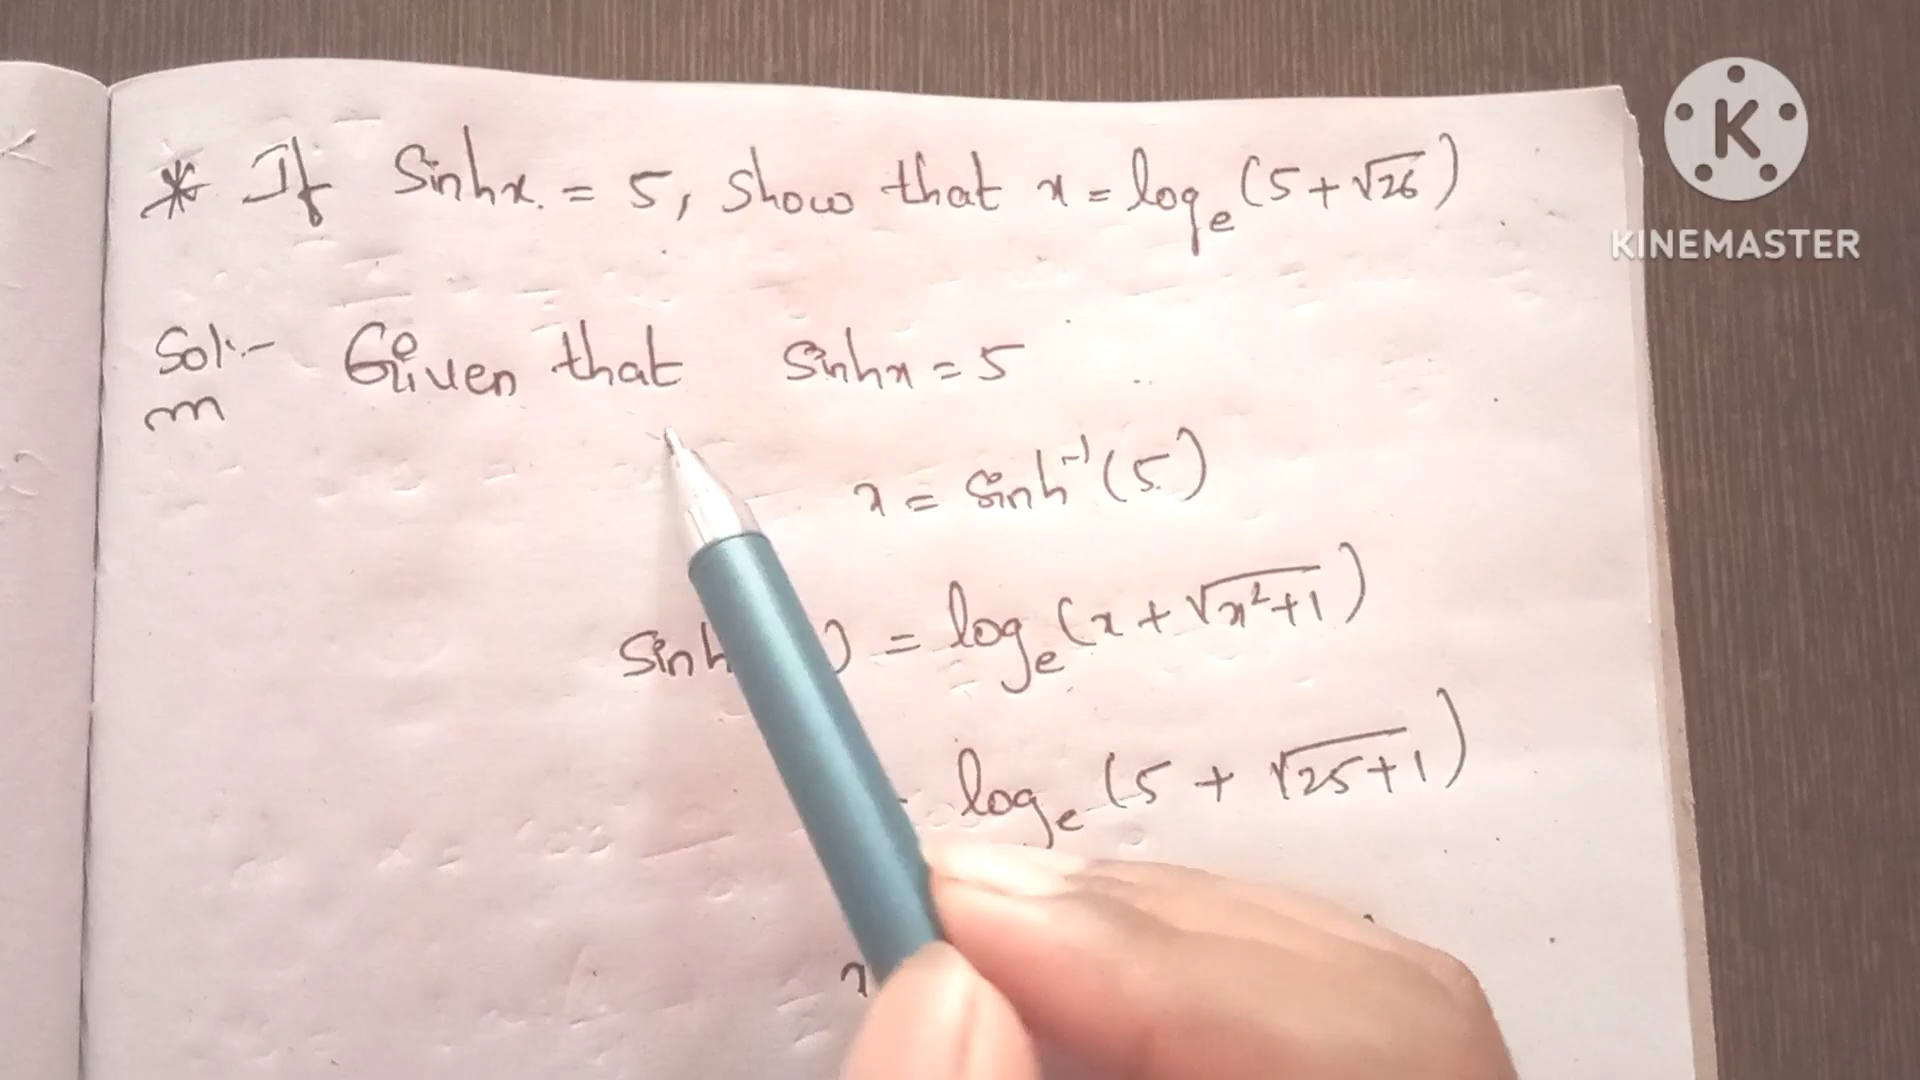 * If Sinhx = 5, Show that x = logₑ(5+√26)
Sol:- Given that Sinhx = 5
x = Sinh⁻¹(5)
= logₑ(x + √x²+1)
logₑ(5 + √25+1)
x
K
KINEMASTER